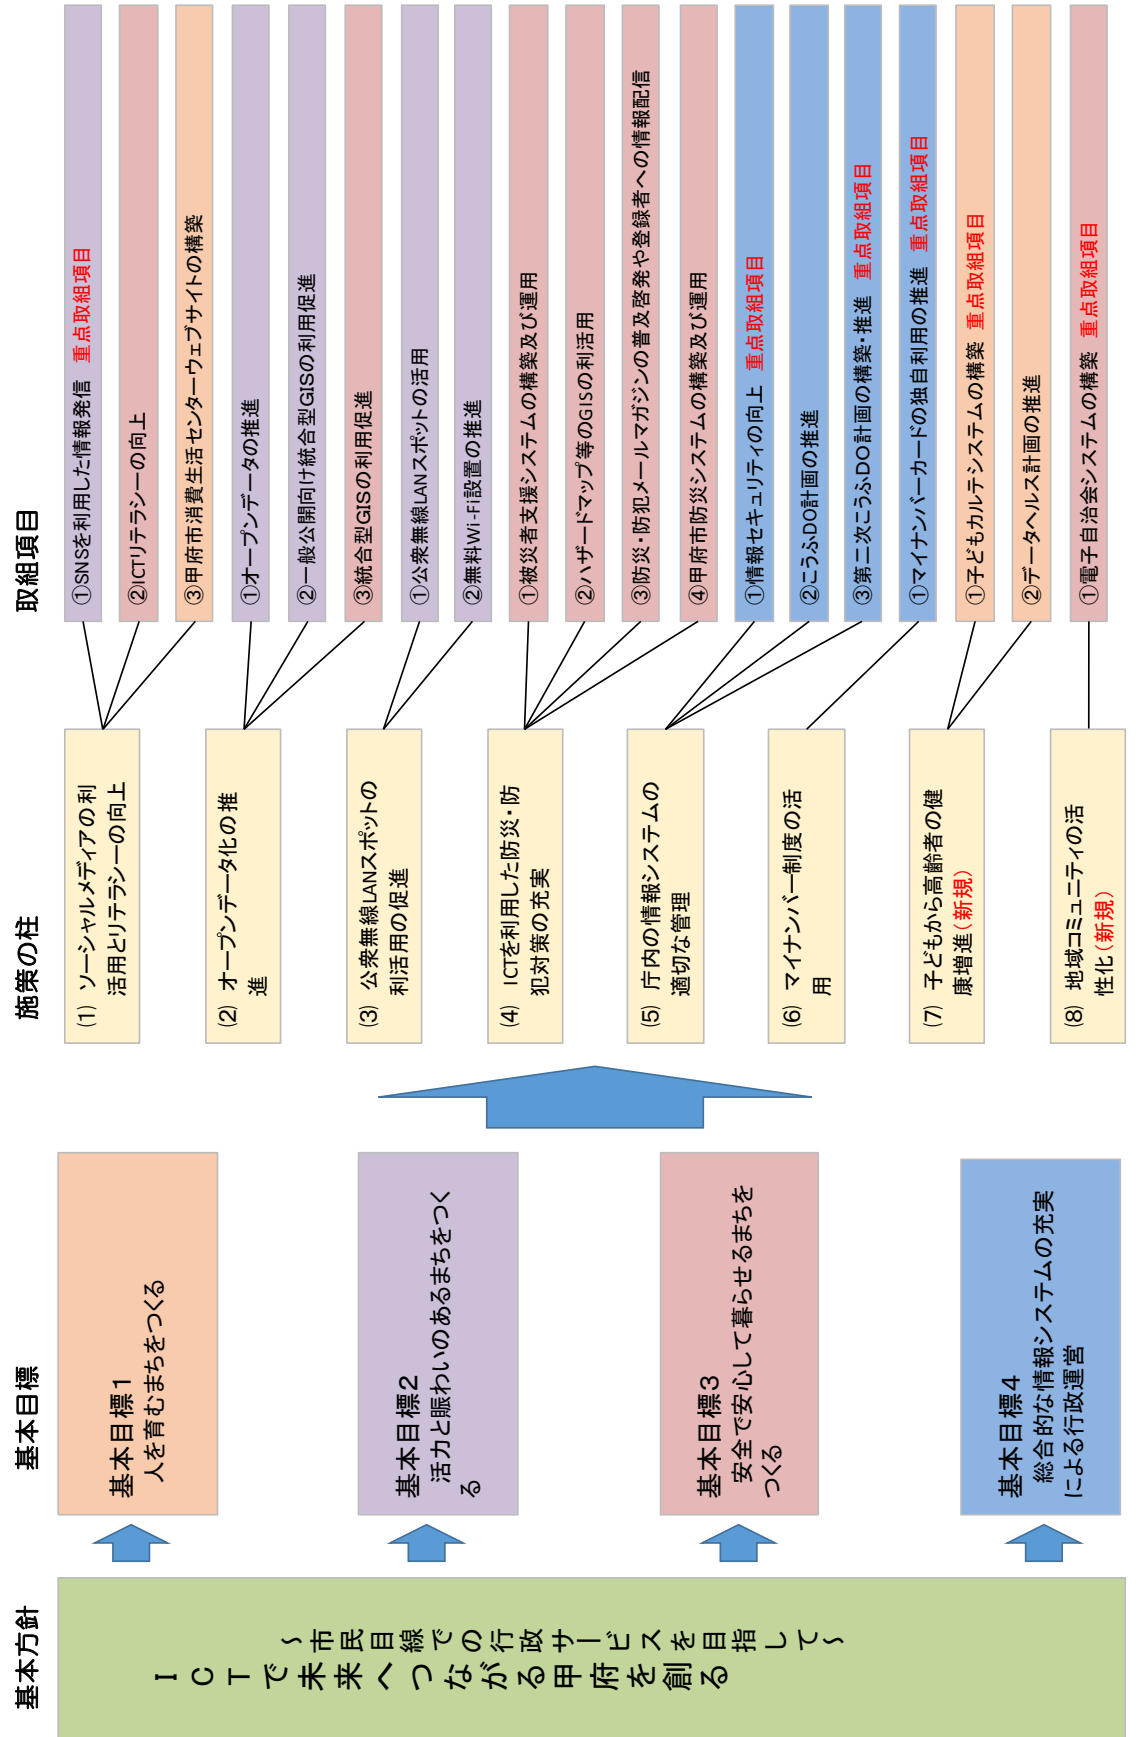 基本方針
ICTで未来へつながる甲府を創る
~市民目線での行政サービスを目指して~
基本目標
基本目標1
人を育むまちをつくる
基本目標2
活力と賑わいのあるまちをつく
る
基本目標3
安全で安心して暮らせるまちを
つくる
基本目標4
総合的な情報システムの充実
による行政運営
施策の柱
(1) ソーシャルメディアの利
活用とリテラシーの向上
(2) オープンデータ化の推
進
(3) 公衆無線LANスポットの
利活用の促進
(4) ICTを利用した防災・防
犯対策の充実
(5) 庁内の情報システムの
適切な管理
(6) マイナンバー制度の活
用
(7) 子どもから高齢者の健
康増進(新規)
(8) 地域コミュニティの活
性化(新規)
取組項目
①SNSを利用した情報発信 重点取組項目
②ICTリテラシーの向上
③甲府市消費生活センターウェブサイトの構築
①オープンデータの推進
②一般公開向け統合型GISの利用促進
③統合型GISの利用促進
①公衆無線LANスポットの活用
②無料Wi-Fi設置の推進
①被災者支援システムの構築及び運用
②ハザードマップ等のGISの利活用
③防災・防犯メールマガジンの普及啓発や登録者への情報配信
④甲府市防災システムの構築及び運用
①情報セキュリティの向上 重点取組項目
②こうふDO計画の推進
③第二次こうふDO計画の構築・推進 重点取組項目
①マイナンバーカードの独自利用の推進 重点取組項目
①子どもカルテシステムの構築 重点取組項目
②データヘルス計画の推進
①電子自治会システムの構築 重点取組項目